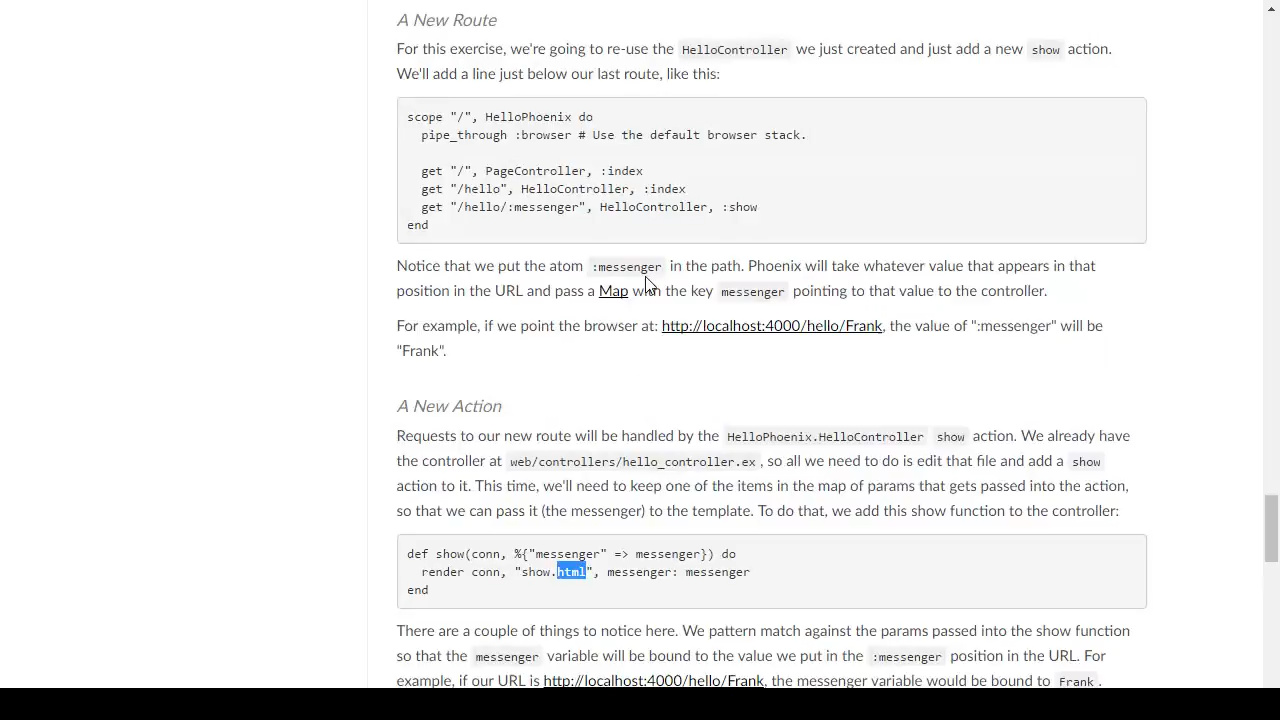 A New Route
For this exercise, we're going to re-use the HelloController we just created and just add a new show action.
We'll add a line just below our last route, like this:
scope "/", HelloPhoenix do
  pipe_through :browser # Use the default browser stack.
  get "/", PageController, :index
  get "/hello", HelloController, :index
  get "/hello/:messenger", HelloController, :show
end
Notice that we put the atom :messenger in the path. Phoenix will take whatever value that appears in that
position in the URL and pass a Map with the key messenger pointing to that value to the controller.
For example, if we point the browser at: http://localhost:4000/hello/Frank, the value of ":messenger" will be
"Frank".
A New Action
Requests to our new route will be handled by the HelloPhoenix.HelloController show action. We already have
the controller at web/controllers/hello_controller.ex, so all we need to do is edit that file and add a show
action to it. This time, we'll need to keep one of the items in the map of params that gets passed into the action,
so that we can pass it (the messenger) to the template. To do that, we add this show function to the controller:
def show(conn, %{"messenger" => messenger}) do
  render conn, "show.html", messenger: messenger
end
There are a couple of things to notice here. We pattern match against the params passed into the show function
so that the messenger variable will be bound to the value we put in the :messenger position in the URL. For
example, if our URL is http://localhost:4000/hello/Frank, the messenger variable would be bound to Frank.